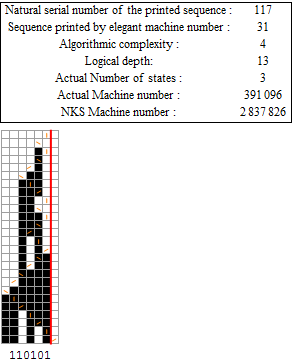 Natural serial number of the printed sequence : 117
Sequence printed by elegant machine number : 31
Algorithmic complexity : 4
Logical depth: 13
Actual Number of states : 3
Actual Machine number : 391 096
NKS Machine number : 2 837 826
110101